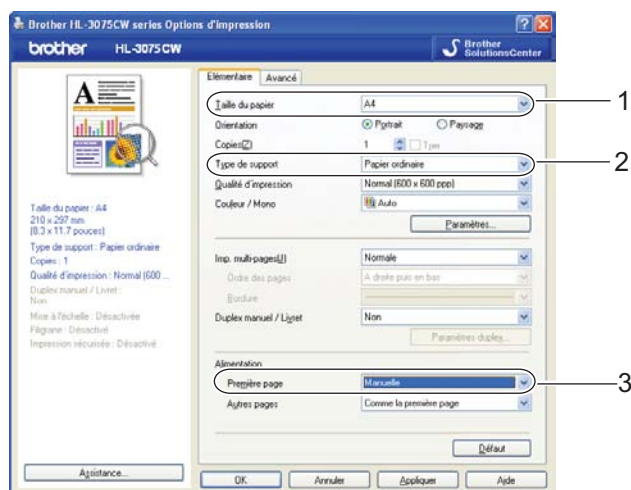 Brother HL-3075CW series Options d'impression
brother HL-3075CW
Brother SolutionsCenter
Élémentaire Avancé
Taille du papier A4 1
Orientation Portrait Paysage
Copies(Z) 1 Trier
Type de support Papier ordinaire 2
Qualité d'impression Normal (600 x 600 ppp)
Couleur / Mono Auto
Paramètres...
Taille du papier : A4
210 x 297 mm
(8.3 x 11.7 pouces)
Type de support : Papier ordinaire
Copies : 1
Qualité d'impression : Normal (600 ...
Duplex manuel / Livret :
Non
Mise à l'échelle : Désactivée
Filigrane : Désactivé
Impression sécurisée : Désactivé
Imp. multi-pages(J) Normale
Ordre des pages A droite puis en bas
Bordure
Duplex manuel / Livret Non
Paramètres duplex...
Alimentation
Première page Manuelle 3
Autres pages Comme la première page
Défaut
Assistance...
OK Annuler Appliquer Aide